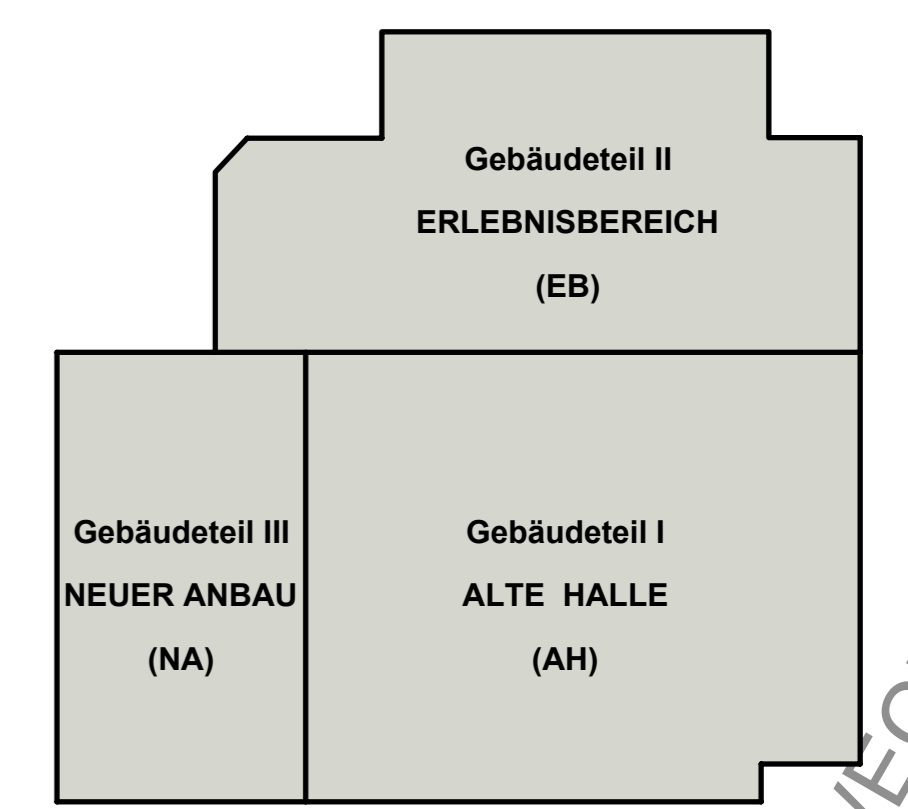 Gebäudeteil II
ERLEBNISBEREICH
(EB)
Gebäudeteil III
NEUER ANBAU
(NA)
Gebäudeteil I
ALTE HALLE
(AH)